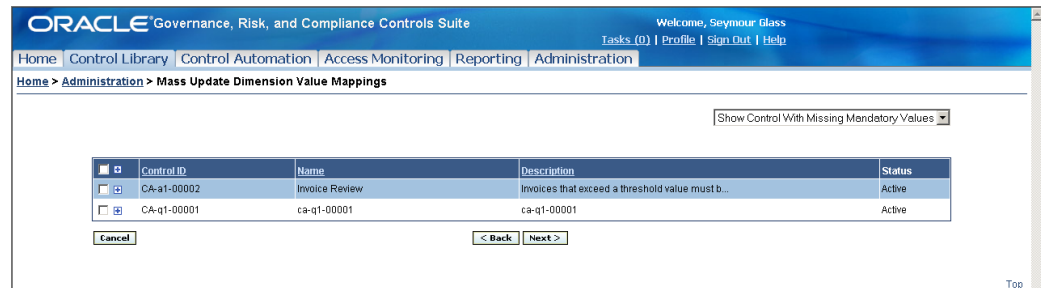 ORACLE Governance, Risk, and Compliance Controls Suite
Welcome, Seymour Glass
Tasks (0) | Profile | Sign Out | Help
Home Control Library Control Automation Access Monitoring Reporting Administration
Home > Administration > Mass Update Dimension Value Mappings
Show Control With Missing Mandatory Values
Control ID Name Description Status
CA-a1-00002 Invoice Review Invoices that exceed a threshold value must b... Active
CA-q1-00001 ca-q1-00001 ca-q1-00001 Active
Cancel < Back Next >
Top